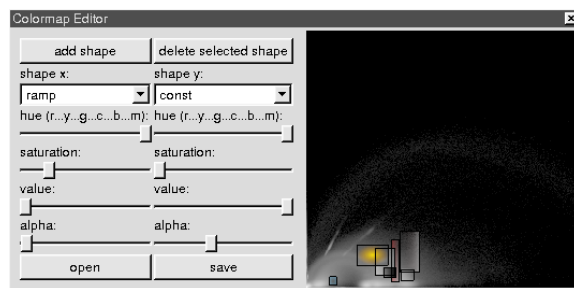 Colormap Editor
add shape delete selected shape
shape x: shape y:
ramp const
hue (r...y...g...c...b...m): hue (r...y...g...c...b...m):
saturation: saturation:
value: value:
alpha: alpha:
open save